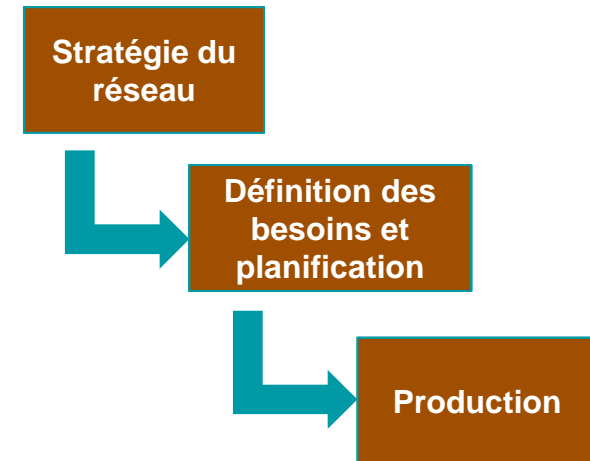 Stratégie du
réseau
Définition des
besoins et
planification
Production